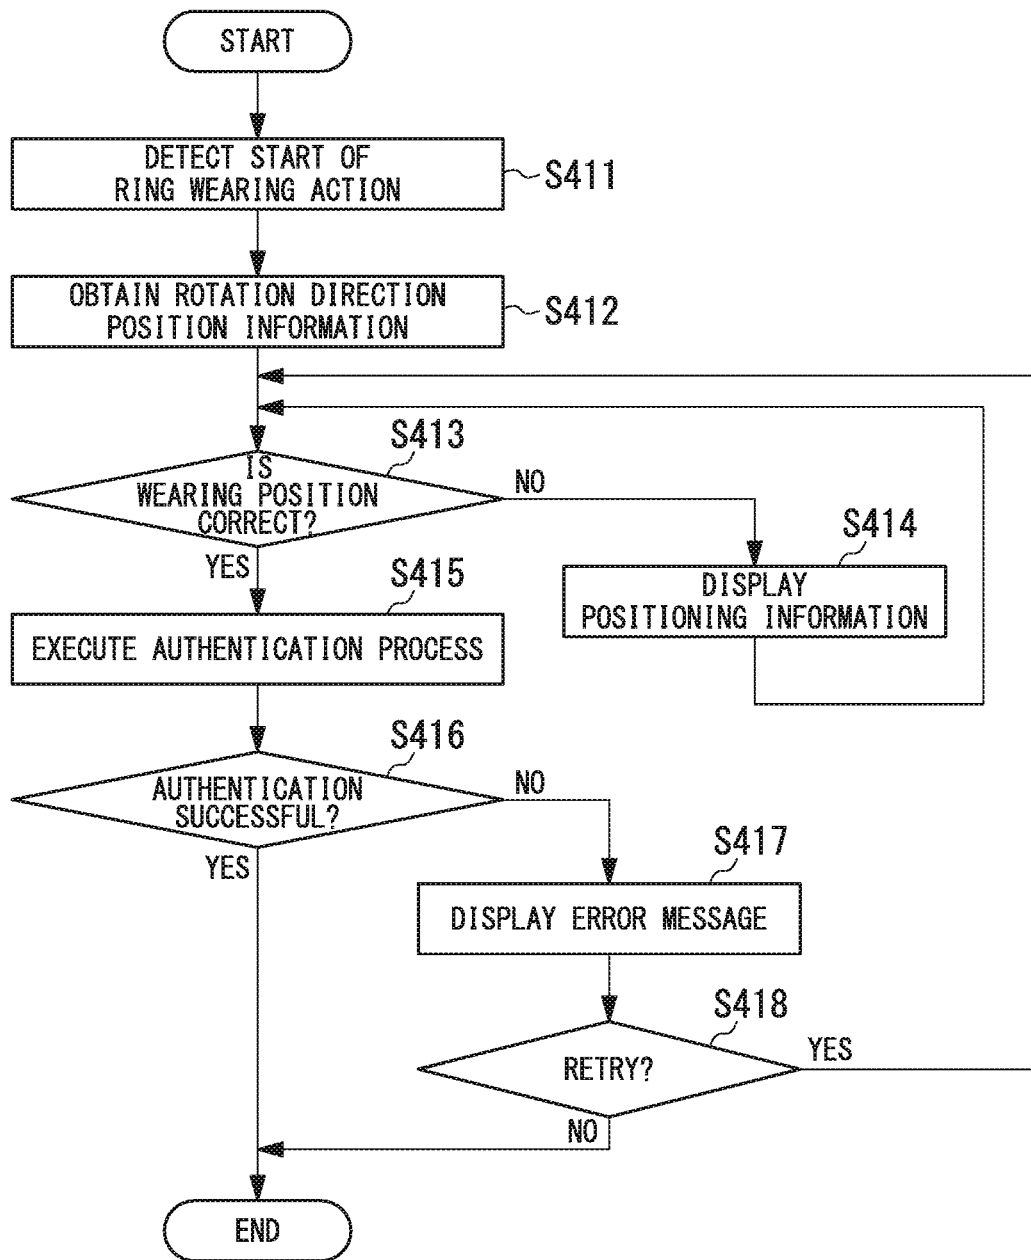 START
DETECT START OF
RING WEARING ACTION
S411
OBTAIN ROTATION DIRECTION
POSITION INFORMATION
S412
S413
IS
WEARING POSITION
CORRECT?
NO
YES
S414
DISPLAY
POSITIONING INFORMATION
S415
EXECUTE AUTHENTICATION PROCESS
S416
AUTHENTICATION
SUCCESSFUL?
NO
YES
S417
DISPLAY ERROR MESSAGE
S418
RETRY?
YES
NO
END